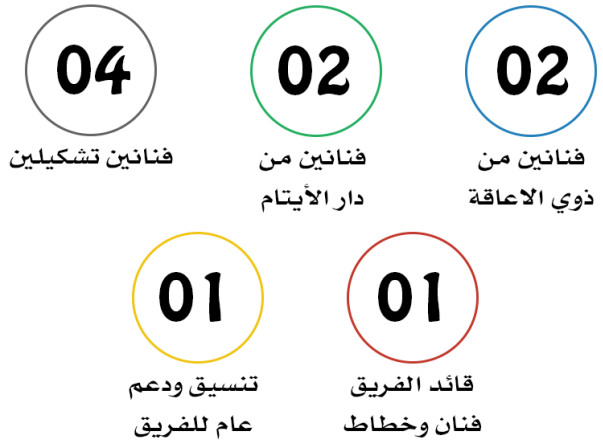 02
فنانين من
ذوي الاعاقة
02
فنانين من
دار الأيتام
04
فنانين تشكيلين
01
قائد الفريق
فنان وخطاط
01
تنسيق ودعم
عام للفريق